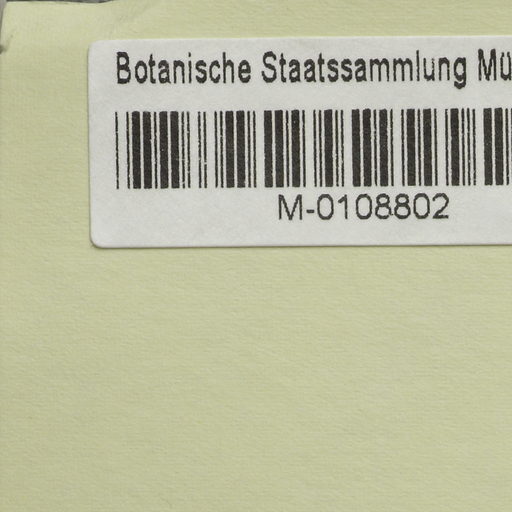 Botanische Staatssammlung Mü
M-0108802